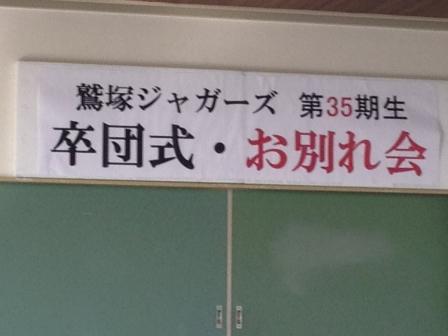 鷲塚ジャガーズ 第35期生
卒団式・お別れ会